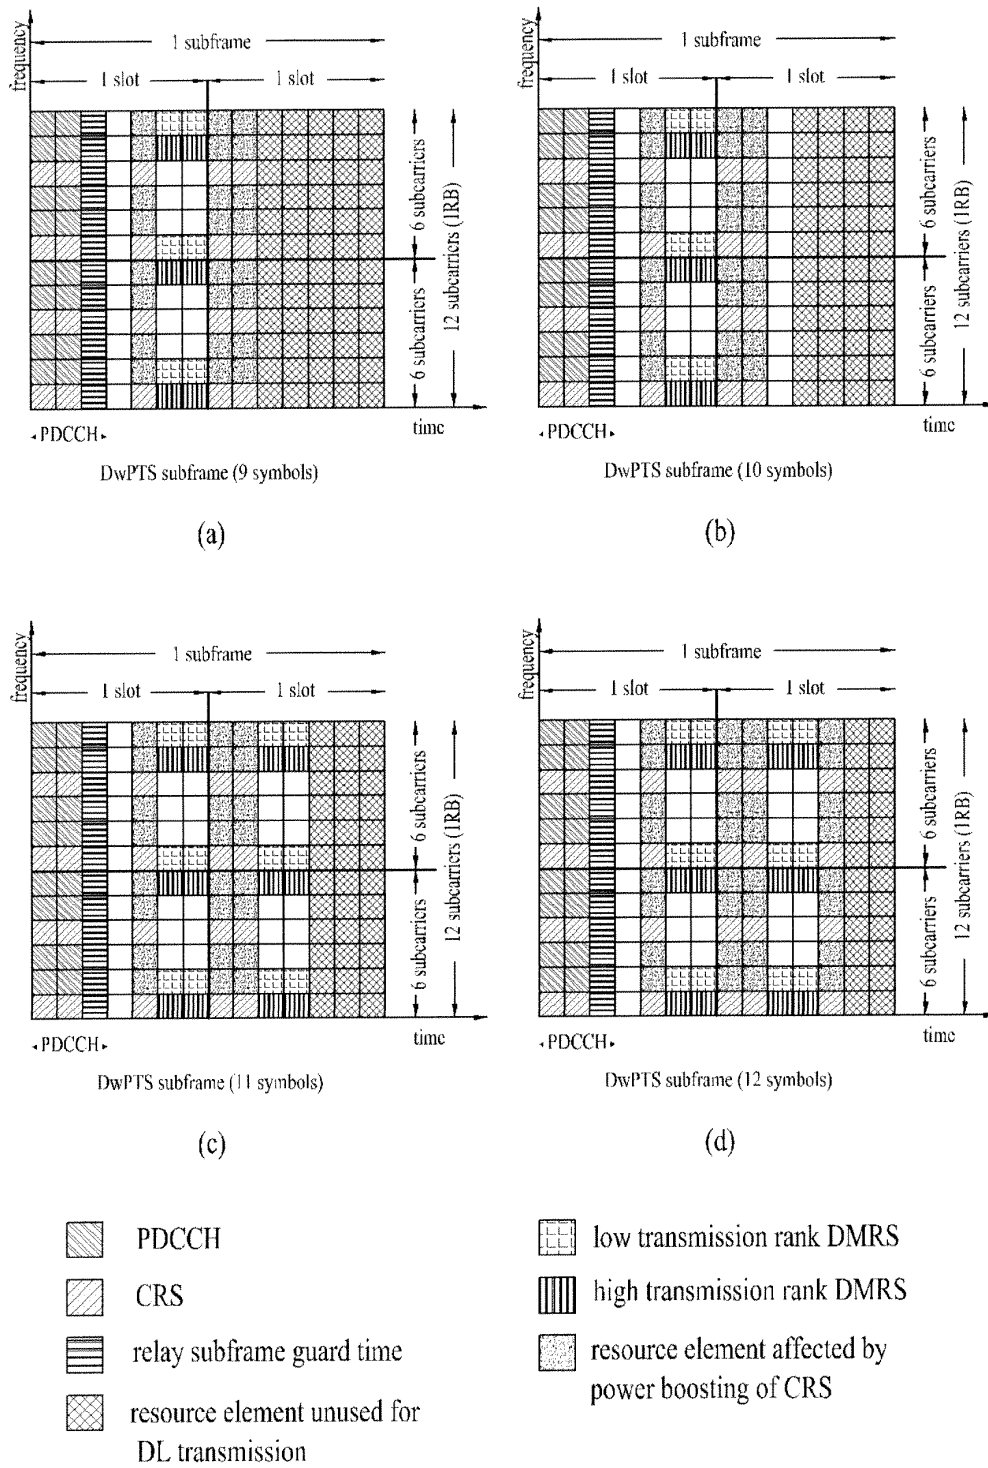 frequency
1 subframe
1 slot
1 slot
6 subcarriers
6 subcarriers
12 subcarriers (1RB)
time
PDCCH
DwPTS subframe (9 symbols)
(a)
frequency
1 subframe
1 slot
1 slot
6 subcarriers
6 subcarriers
12 subcarriers (1RB)
time
PDCCH
DwPTS subframe (10 symbols)
(b)
frequency
1 subframe
1 slot
1 slot
6 subcarriers
6 subcarriers
12 subcarriers (1RB)
time
PDCCH
DwPTS subframe (11 symbols)
(c)
frequency
1 subframe
1 slot
1 slot
6 subcarriers
6 subcarriers
12 subcarriers (1RB)
time
PDCCH
DwPTS subframe (12 symbols)
(d)
PDCCH
CRS
relay subframe guard time
resource element unused for
DL transmission
low transmission rank DMRS
high transmission rank DMRS
resource element affected by
power boosting of CRS